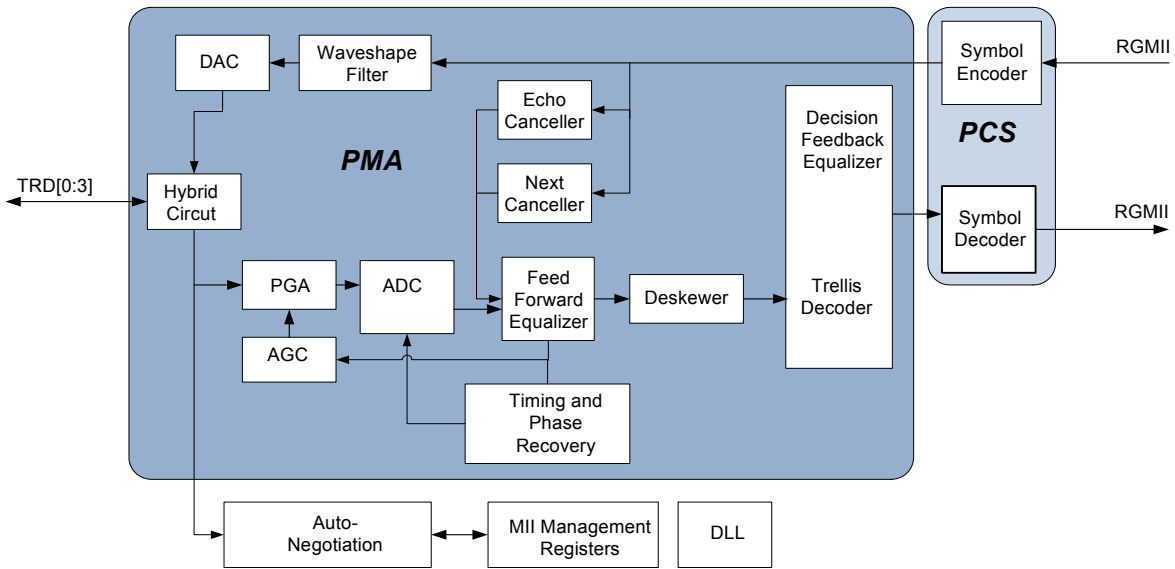 DAC
Waveshape
Filter
Symbol
Encoder
RGMII
Echo
Canceller
Decision
Feedback
Equalizer
PMA
PCS
TRD[0:3]
Hybrid
Circut
Next
Canceller
Symbol
Decoder
RGMII
PGA
ADC
Feed
Forward
Equalizer
Deskewer
Trellis
Decoder
AGC
Timing and
Phase
Recovery
Auto-
Negotiation
MII Management
Registers
DLL